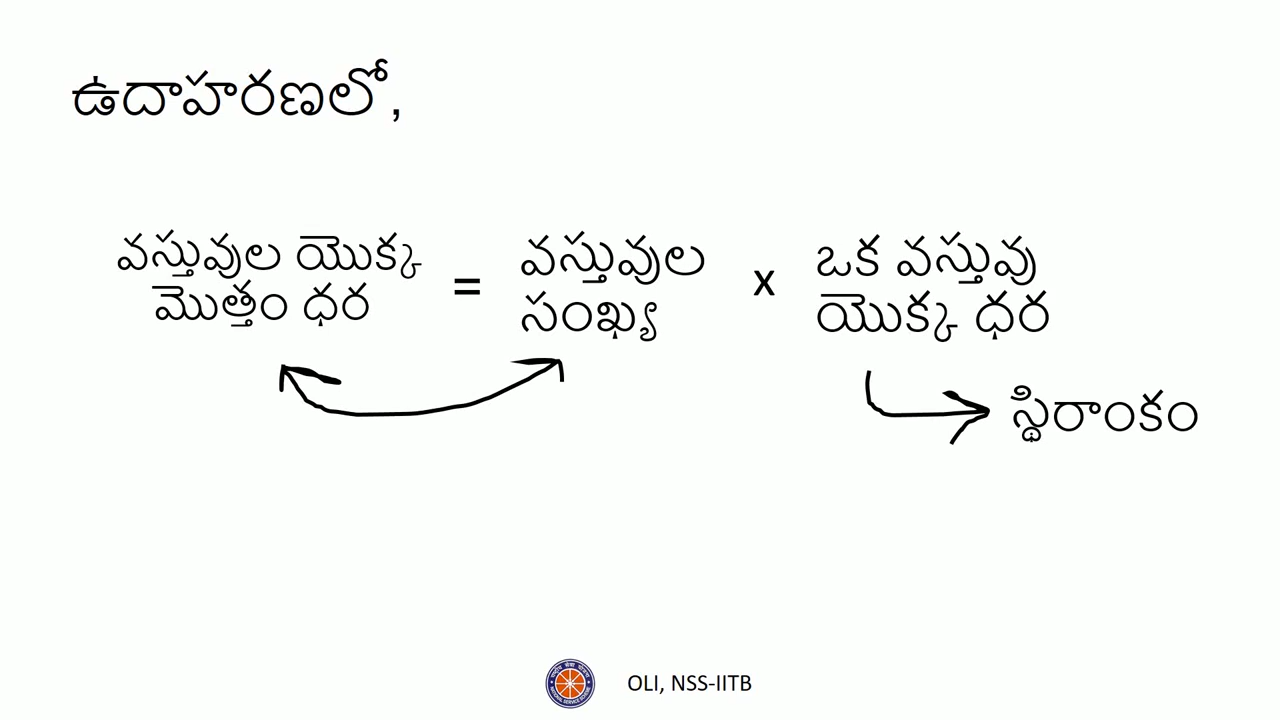 ఉదాహరణలో,
వస్తువుల యొక్క మొత్తం ధర = వస్తువుల సంఖ్య x ఒక వస్తువు యొక్క ధర
స్థిరాంకం
OLI, NSS-IITB